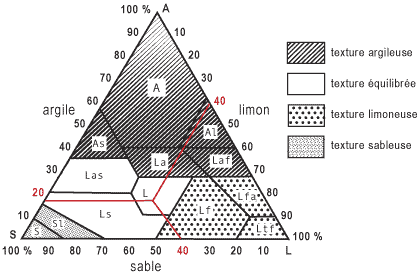 100 % A
90 10
80 20
70 30
60 40
argile limon
50 A 50
40 As Al 60
30 La Laf 70
20 Las L Lfa 80
10 Sl Ls Lf 90
S S Ltf L
100 % 90 80 70 60 50 40 30 20 10 100 %
sable
texture argileuse
texture équilibrée
texture limoneuse
texture sableuse